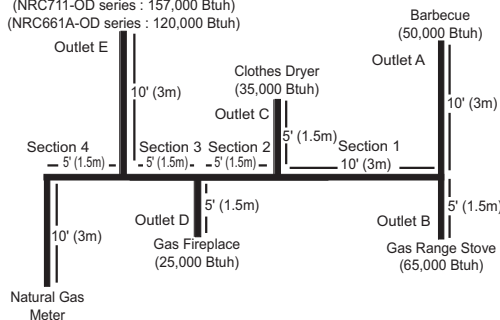 (NRC711-OD series : 157,000 Btuh)
(NRC661A-OD series : 120,000 Btuh)
Outlet E
10' (3m)
Barbecue
(50,000 Btuh)
Outlet A
10' (3m)
Clothes Dryer
(35,000 Btuh)
Outlet C
5' (1.5m)
Section 4
5' (1.5m)
Section 3
5' (1.5m)
Section 2
5' (1.5m)
Section 1
10' (3m)
10' (3m)
5' (1.5m)
Outlet D
Gas Fireplace
(25,000 Btuh)
5' (1.5m)
Outlet B
Gas Range Stove
(65,000 Btuh)
Natural Gas
Meter